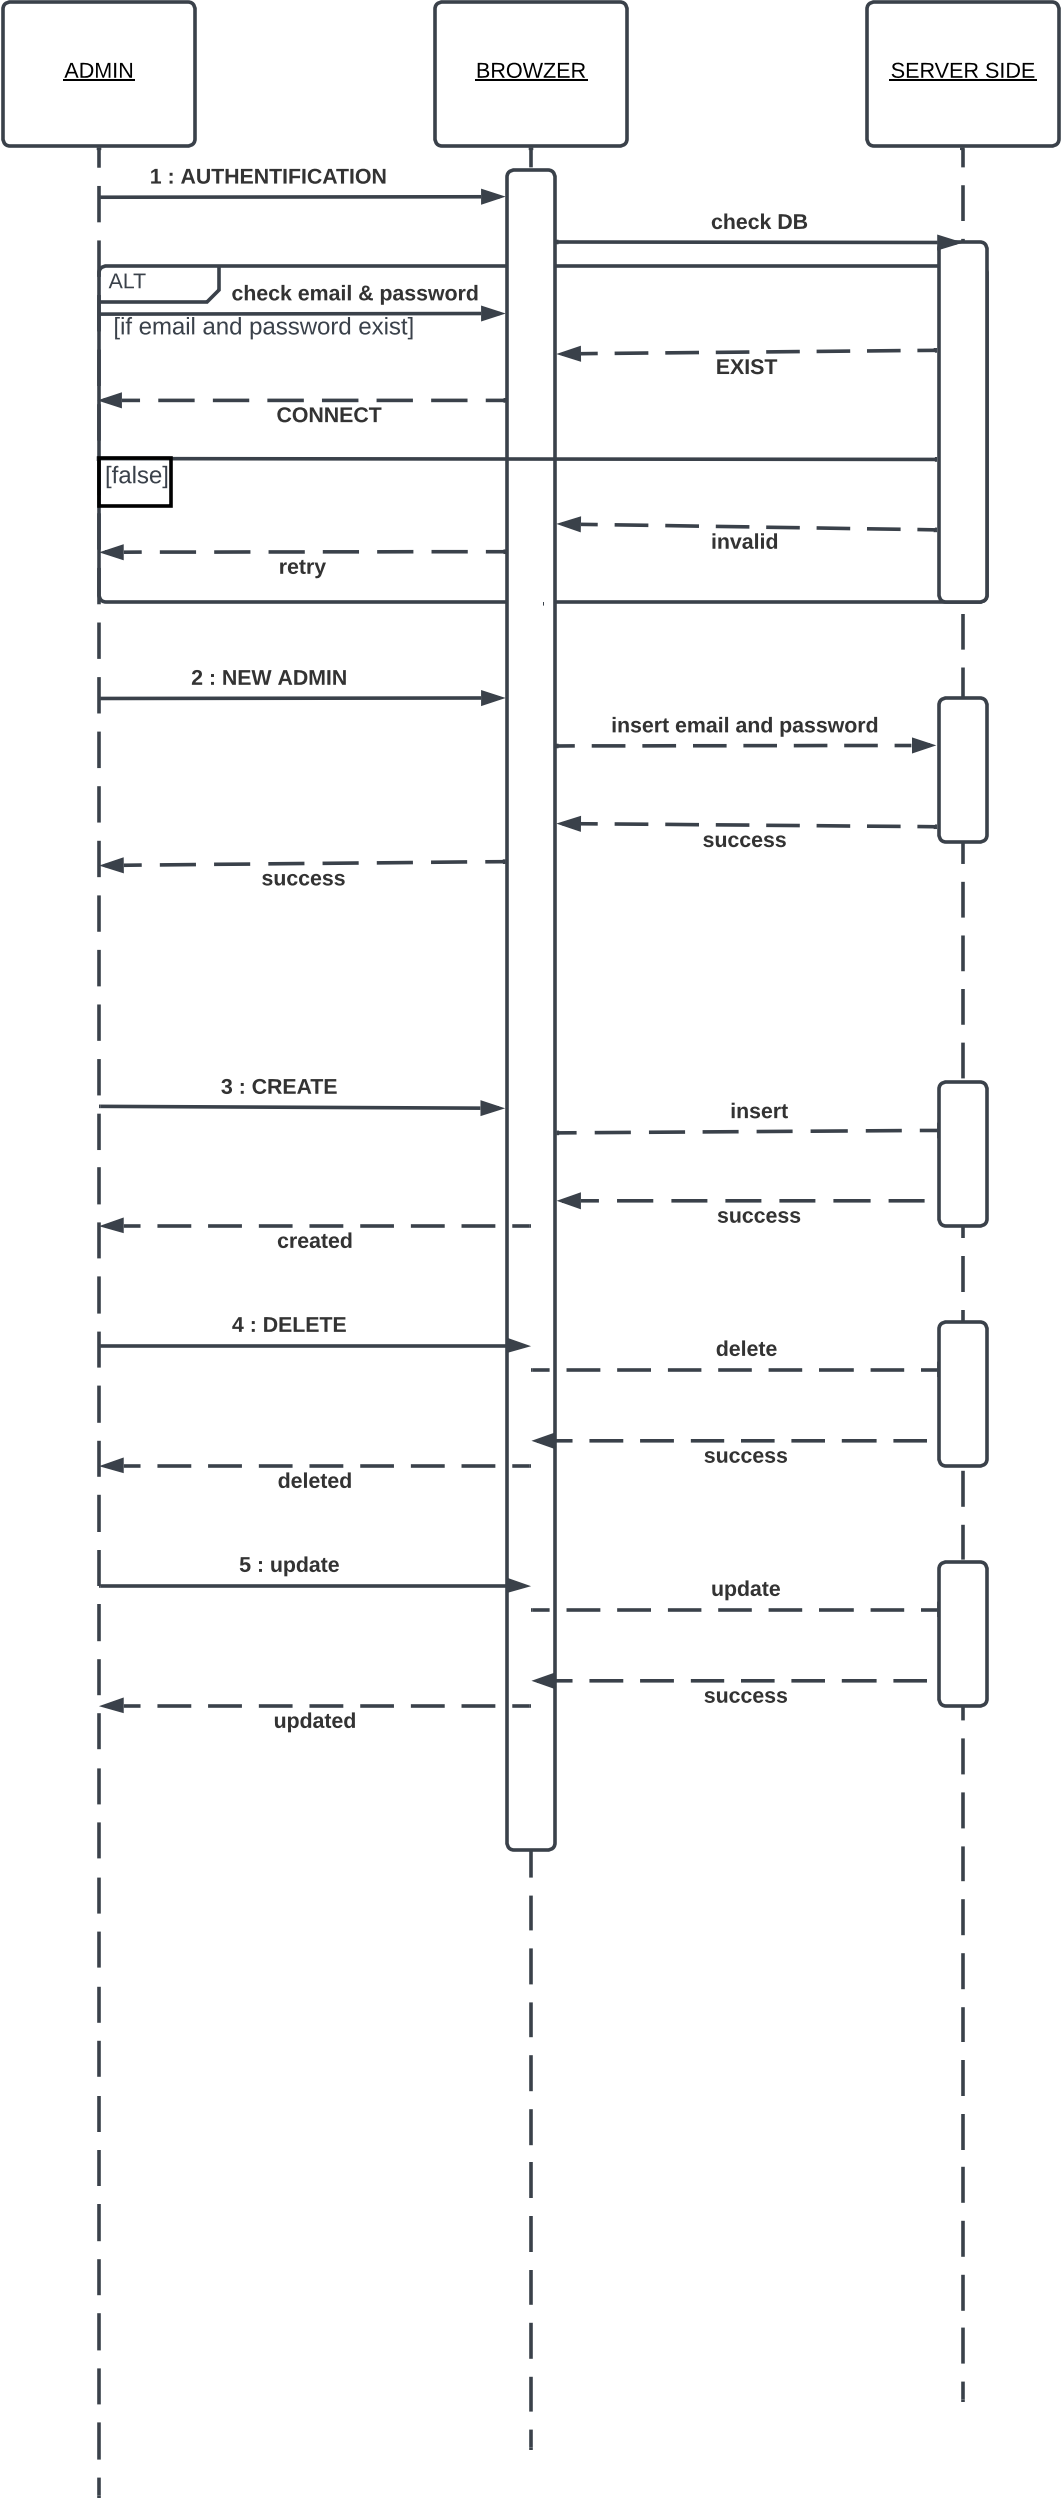 ADMIN
BROWZER
SERVER SIDE
1 : AUTHENTIFICATION
check DB
ALT
check email & password
[if email and password exist]
EXIST
CONNECT
[false]
invalid
retry
2 : NEW ADMIN
insert email and password
success
success
3 : CREATE
insert
success
created
4 : DELETE
delete
success
deleted
5 : update
update
success
updated